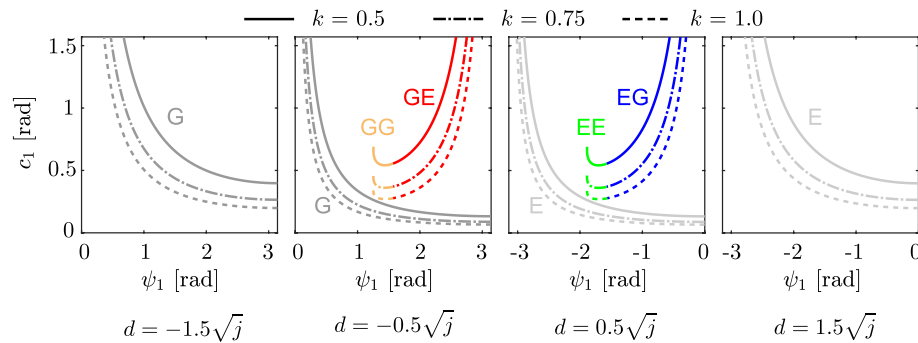 k = 0.5 k = 0.75 k = 1.0
c₁ [rad]
1.5
1
0.5
0
G
GG
GE
G
EE
EG
E
E
0 1 2 3
0 1 2 3
-3 -2 -1 0
-3 -2 -1 0
ψ₁ [rad] ψ₁ [rad] ψ₁ [rad] ψ₁ [rad]
d = −1.5√j d = −0.5√j d = 0.5√j d = 1.5√j